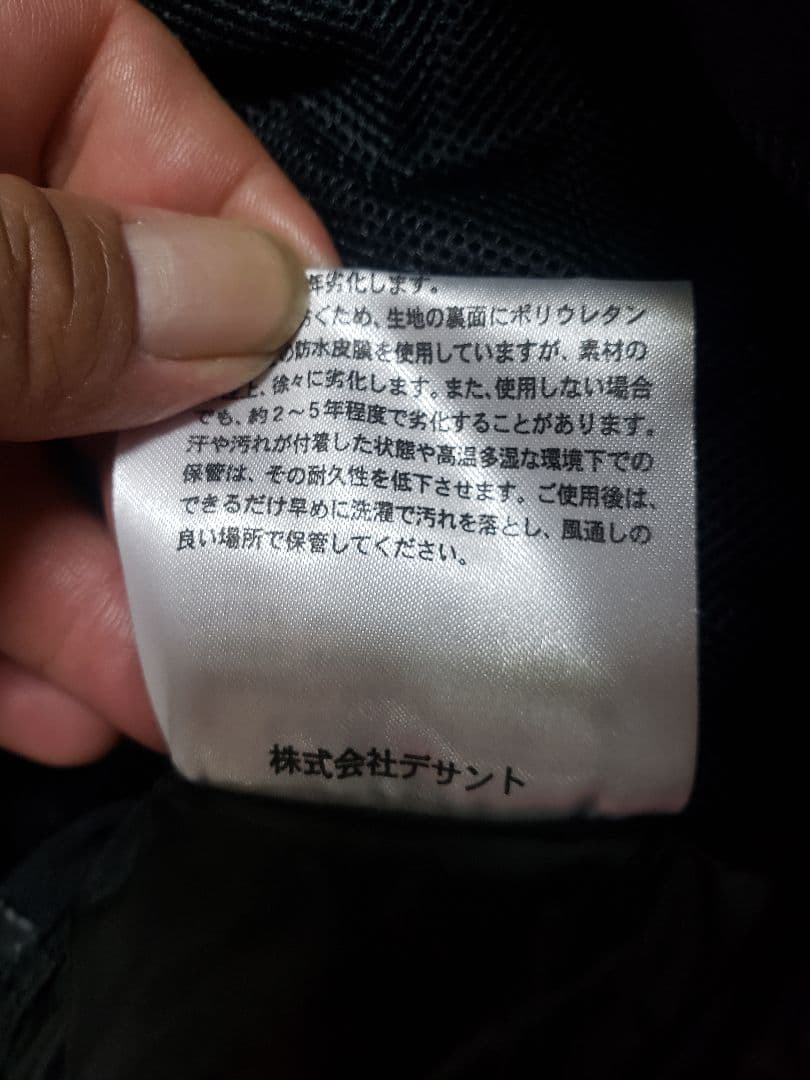 年劣化します。
ため、生地の裏面にポリウレタン
防水皮膜を使用していますが、素材の
上、徐々に劣化します。また、使用しない場合
でも、約2～5年程度で劣化することがあります。
汗や汚れが付着した状態や高温多湿な環境下での
保管は、その耐久性を低下させます。ご使用後は、
できるだけ早めに洗濯で汚れを落とし、風通しの
良い場所で保管してください。
株式会社デサント